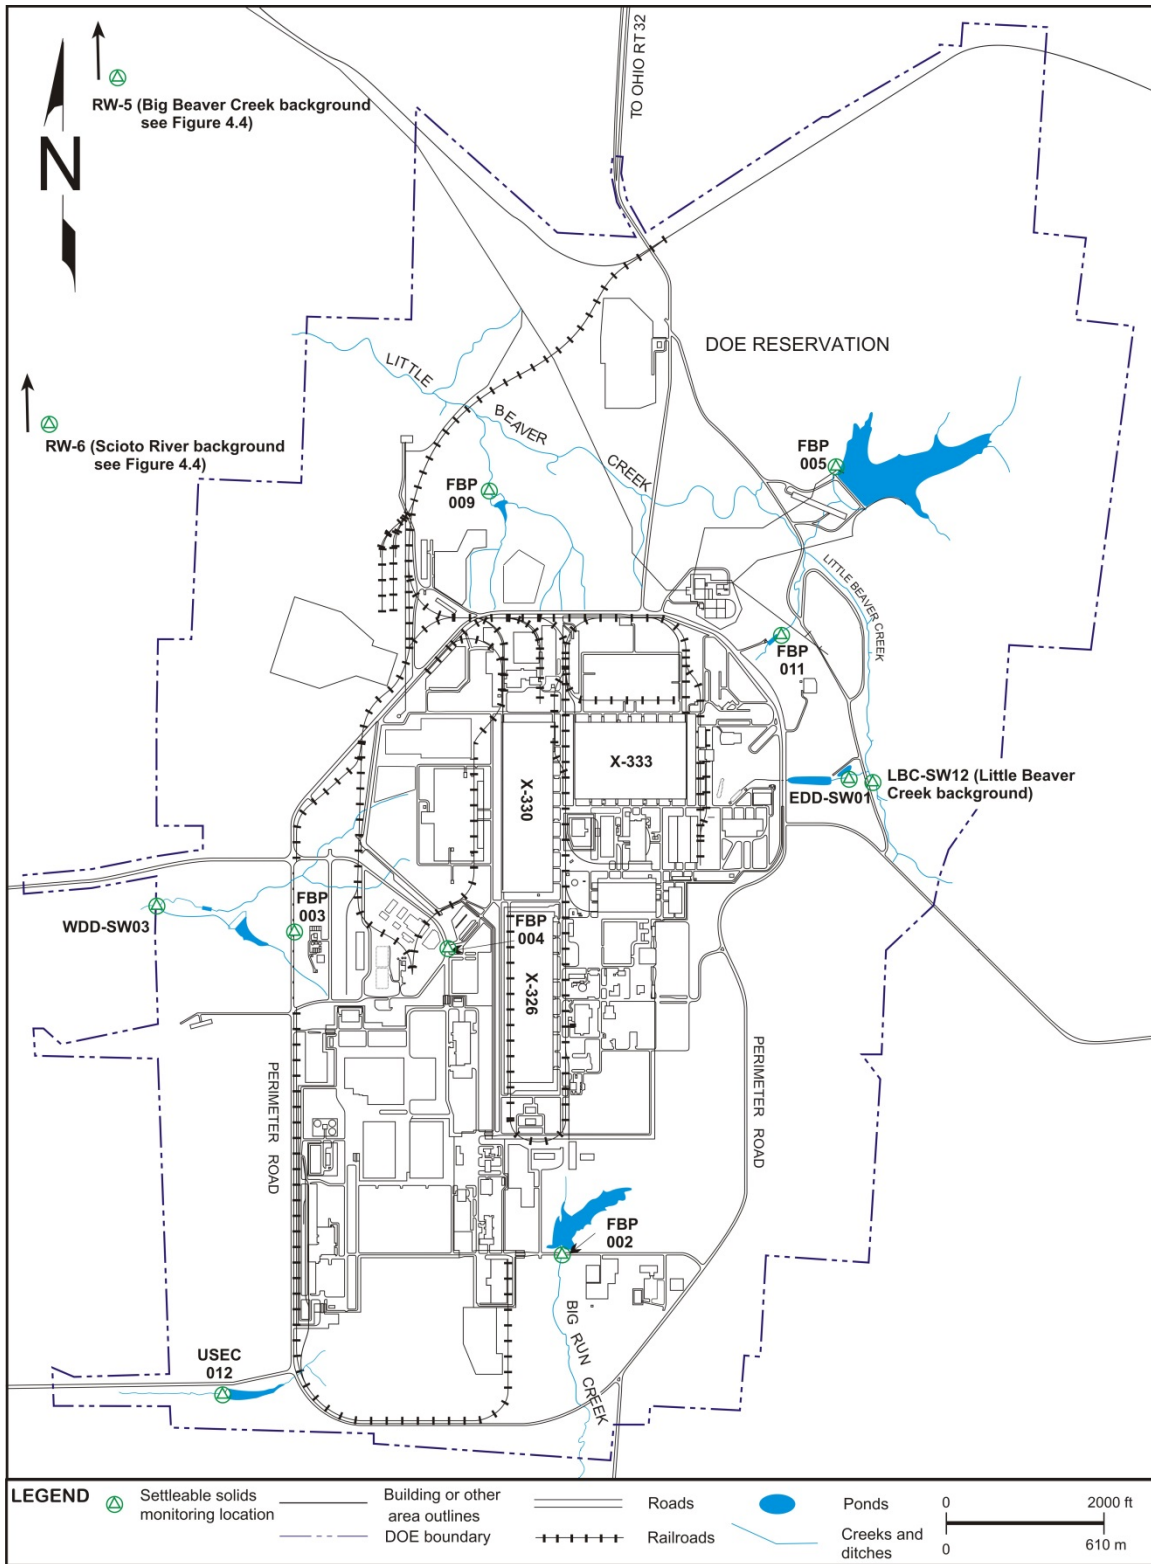 TO OHIO RT 32
RW-5 (Big Beaver Creek background
see Figure 4.4)
N
DOE RESERVATION
LITTLE
BEAVER
CREEK
RW-6 (Scioto River background
see Figure 4.4)
FBP
005
FBP
009
LITTLE BEAVER CREEK
FBP
011
X-333
X-330
EDD-SW01
LBC-SW12 (Little Beaver
Creek background)
WDD-SW03
FBP
003
FBP
004
X-326
PERIMETER ROAD
PERIMETER ROAD
FBP
002
BIG RUN CREEK
USEC
012
LEGEND
Settleable solids
monitoring location
Building or other
area outlines
DOE boundary
Roads
Railroads
Ponds
Creeks and
ditches
0 2000 ft
0 610 m